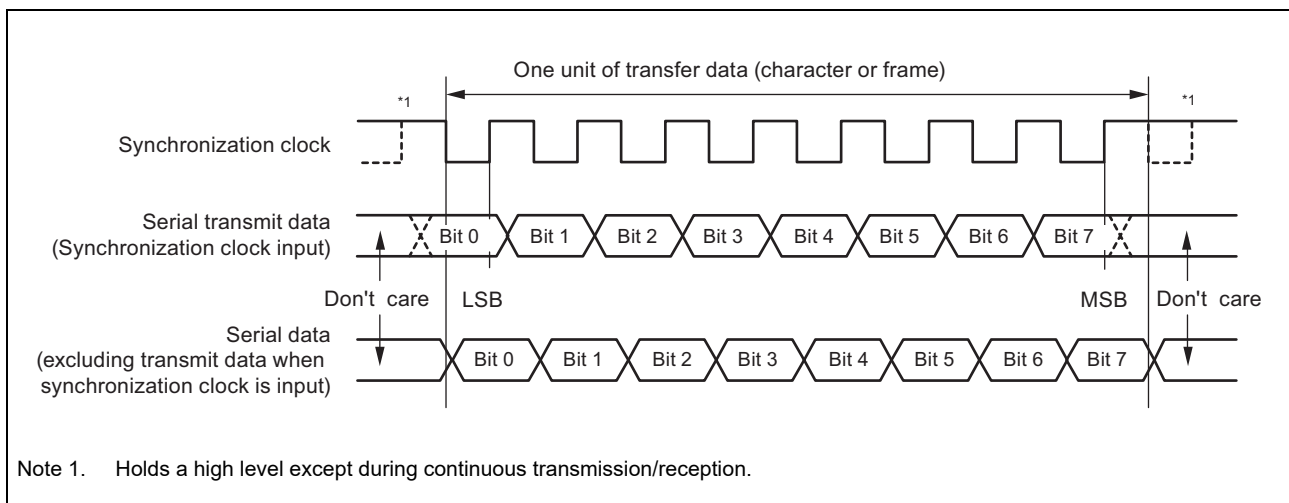 One unit of transfer data (character or frame)
*1
*1
Synchronization clock
Serial transmit data
(Synchronization clock input)
Bit 0 Bit 1 Bit 2 Bit 3 Bit 4 Bit 5 Bit 6 Bit 7
Don't care LSB MSB Don't care
Serial data
(excluding transmit data when
synchronization clock is input)
Bit 0 Bit 1 Bit 2 Bit 3 Bit 4 Bit 5 Bit 6 Bit 7
Note 1. Holds a high level except during continuous transmission/reception.